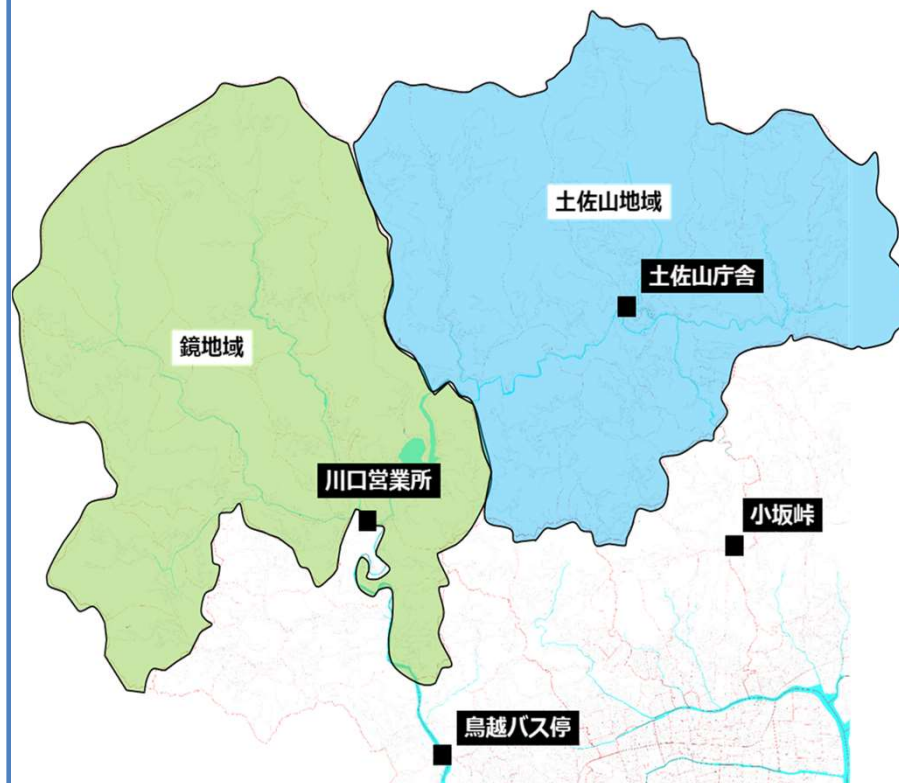 土佐山地域
土佐山庁舎
鏡地域
川口営業所
小坂峠
鳥越バス停